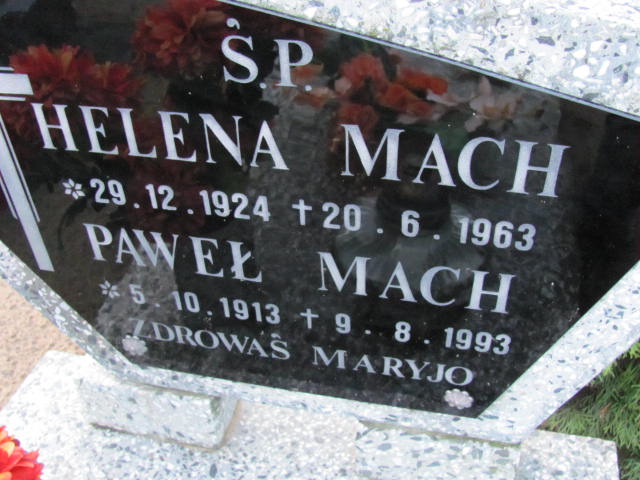 Ś.P.
HELENA MACH
* 29.12.1924 + 20.6.1963
PAWEŁ MACH
* 5.10.1913 + 9.8.1993
ZDROWAŚ MARYJO